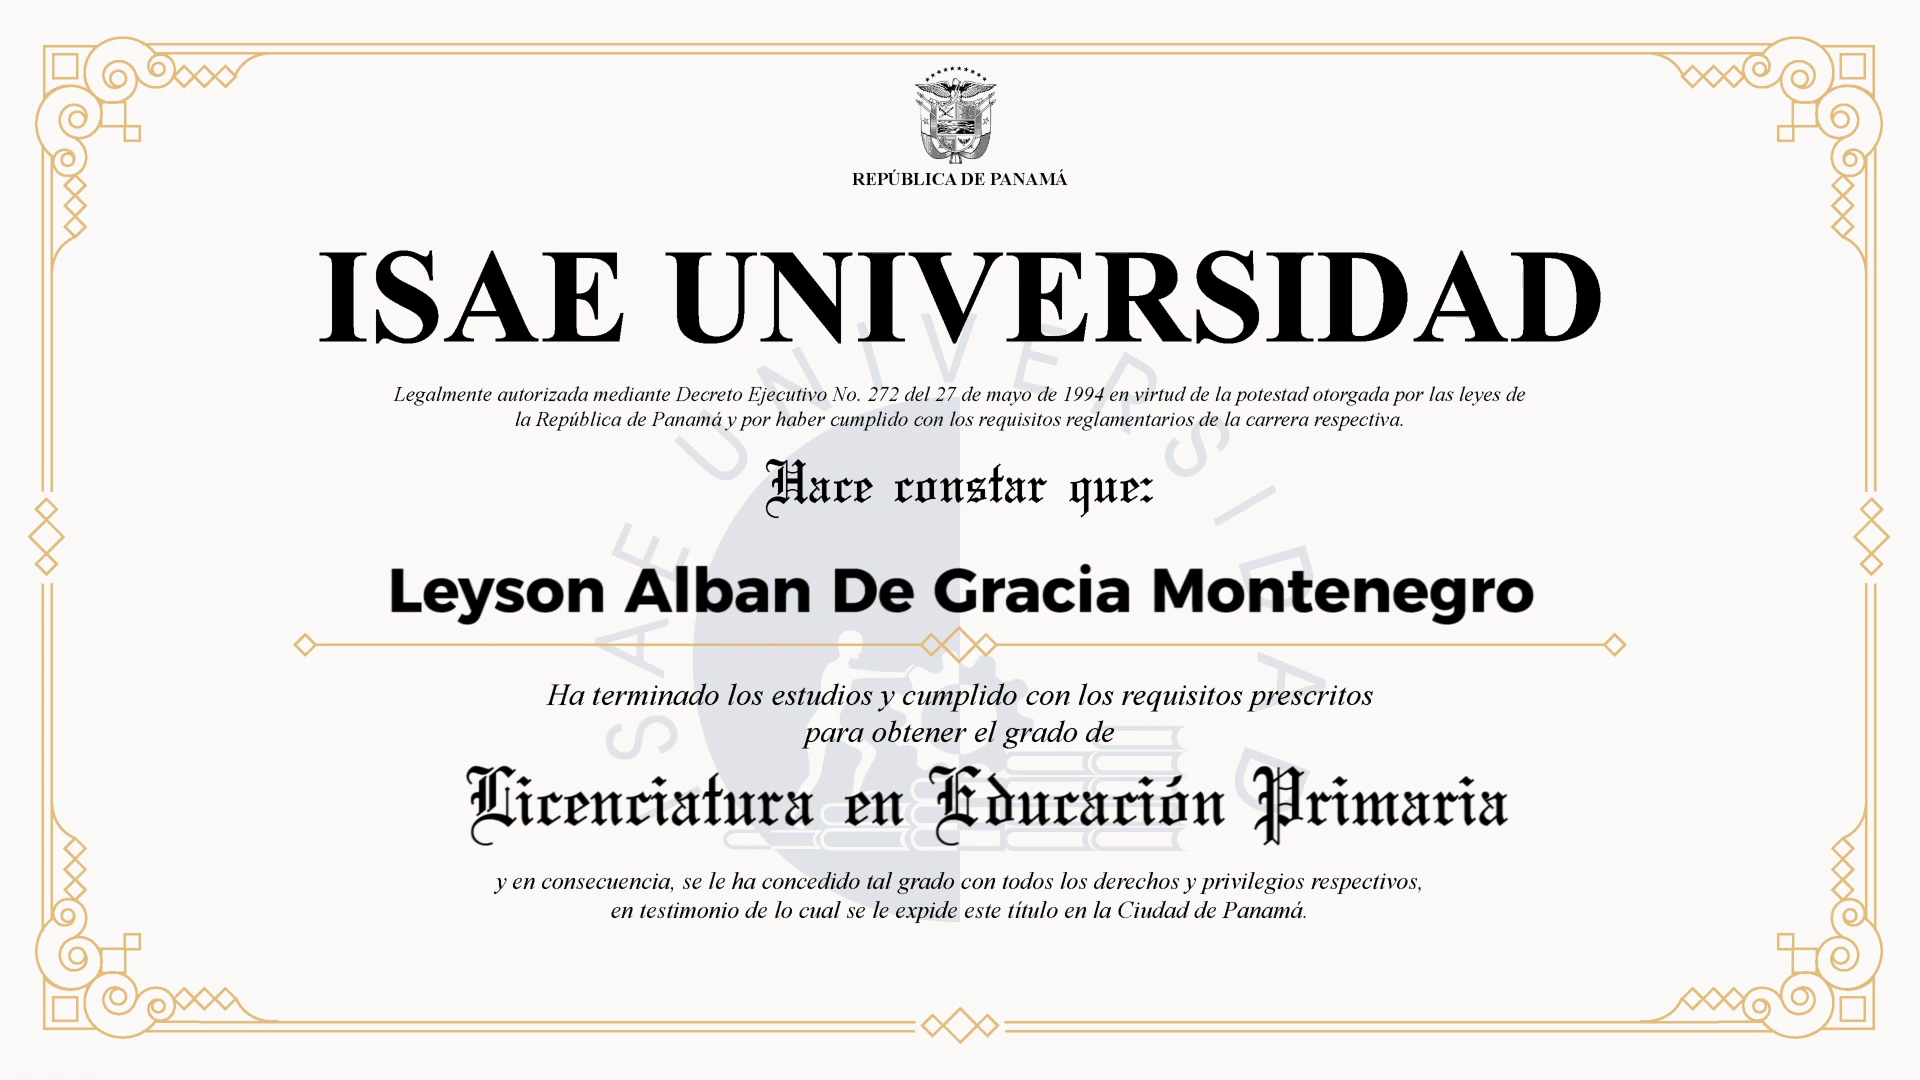 REPÚBLICA DE PANAMÁ
ISAE UNIVERSIDAD
Legalmente autorizada mediante Decreto Ejecutivo No. 272 del 27 de mayo de 1994 en virtud de la potestad otorgada por las leyes de
la República de Panamá y por haber cumplido con los requisitos reglamentarios de la carrera respectiva.
Hace constar que:
Leyson Alban De Gracia Montenegro
Ha terminado los estudios y cumplido con los requisitos prescritos
para obtener el grado de
Licenciatura en Educación Primaria
y en consecuencia, se le ha concedido tal grado con todos los derechos y privilegios respectivos,
en testimonio de lo cual se le expide este título en la Ciudad de Panamá.
ISAE UNIVERSIDAD